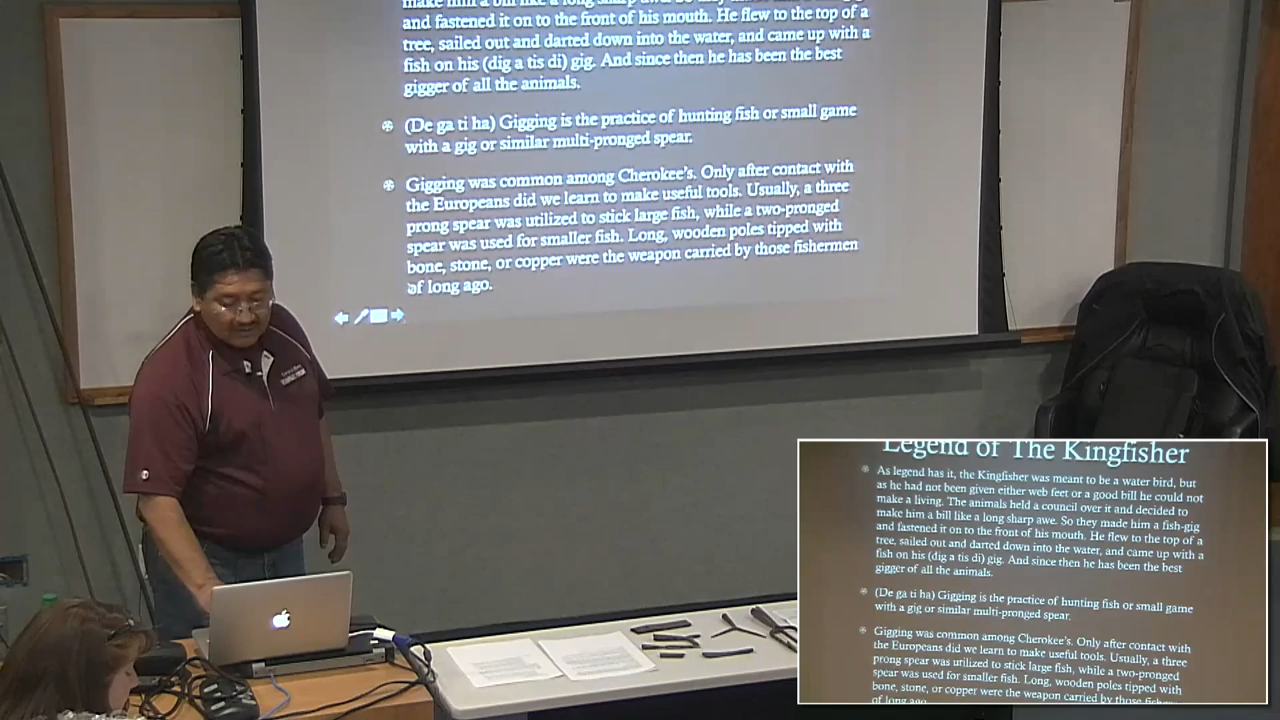 and fastened it on to the front of his mouth. He flew to the top of a
tree, sailed out and darted down into the water, and came up with a
fish on his (dig a tis di) gig. And since then he has been the best
gigger of all the animals.
(De ga ti ha) Gigging is the practice of hunting fish or small game
with a gig or similar multi-pronged spear.
Gigging was common among Cherokee's. Only after contact with
the Europeans did we learn to make useful tools. Usually, a three
prong spear was utilized to stick large fish, while a two-pronged
spear was used for smaller fish. Long, wooden poles tipped with
bone, stone, or copper were the weapon carried by those fishermen
of long ago.
Legend of The Kingfisher
As legend has it, the Kingfisher was meant to be a water bird, but
as he had not been given either web feet or a good bill he could not
make a living. The animals held a council over it and decided to
make him a bill like a long sharp awe. So they made him a fish-gig
and fastened it on to the front of his mouth. He flew to the top of a
tree, sailed out and darted down into the water, and came up with a
fish on his (dig a tis di) gig. And since then he has been the best
gigger of all the animals.
(De ga ti ha) Gigging is the practice of hunting fish or small game
with a gig or similar multi-pronged spear.
Gigging was common among Cherokee's. Only after contact with
the Europeans did we learn to make useful tools. Usually, a three
prong spear was utilized to stick large fish, while a two-pronged
spear was used for smaller fish. Long, wooden poles tipped with
bone, stone, or copper were the weapon carried by those
of long ago.